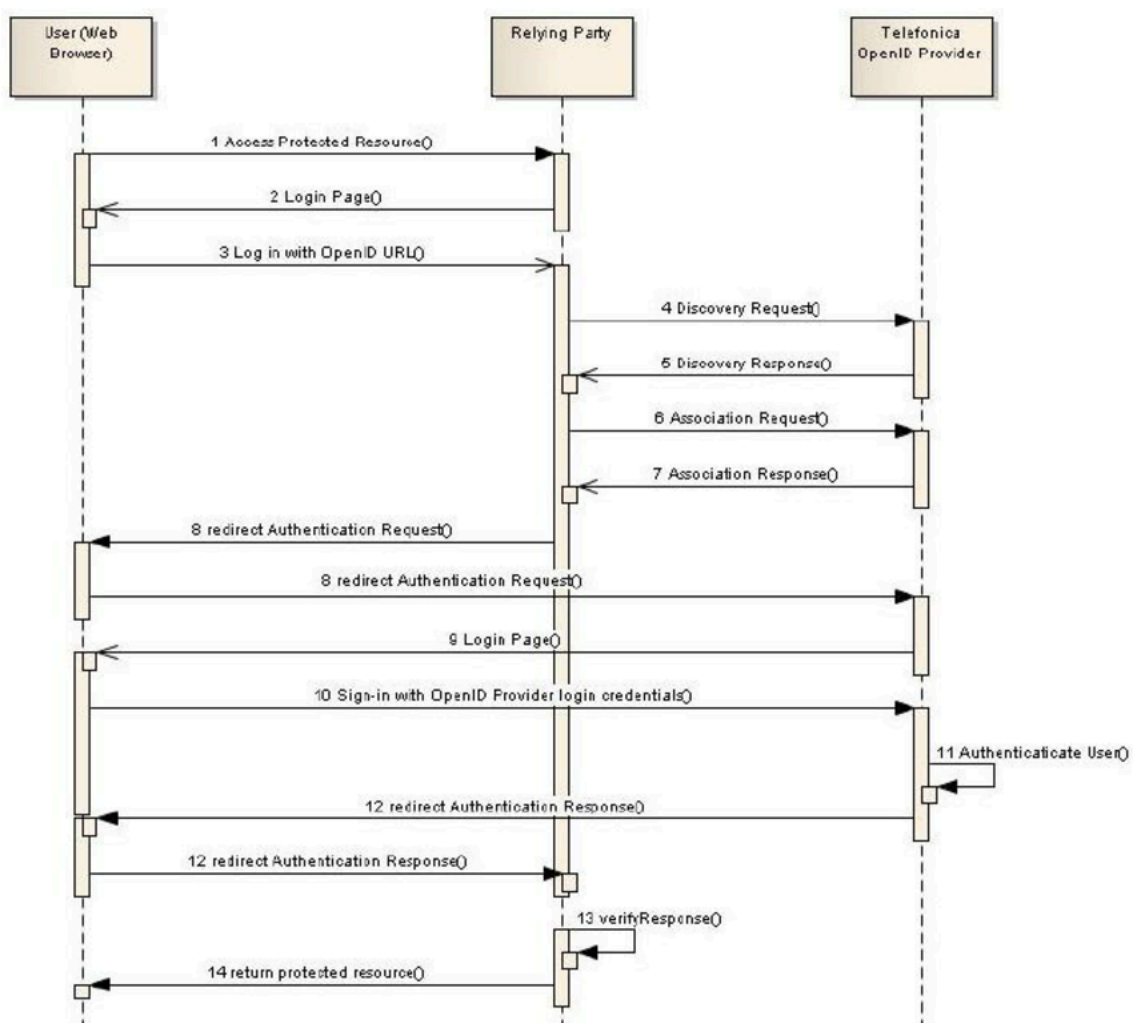 User (Web
Browser)
Relying Party
Telefonica
OpenID Provider
1 Access Protected Resource()
2 Login Page()
3 Log in with OpenID URL()
4 Discovery Request()
5 Discovery Response()
6 Association Request()
7 Association Response()
8 redirect Authentication Request()
8 redirect Authentication Request()
9 Login Page()
10 Sign-in with OpenID Provider login credentials()
11 Authenticaticate User()
12 redirect Authentication Response()
12 redirect Authentication Response()
13 verifyResponse()
14 return protected resource()